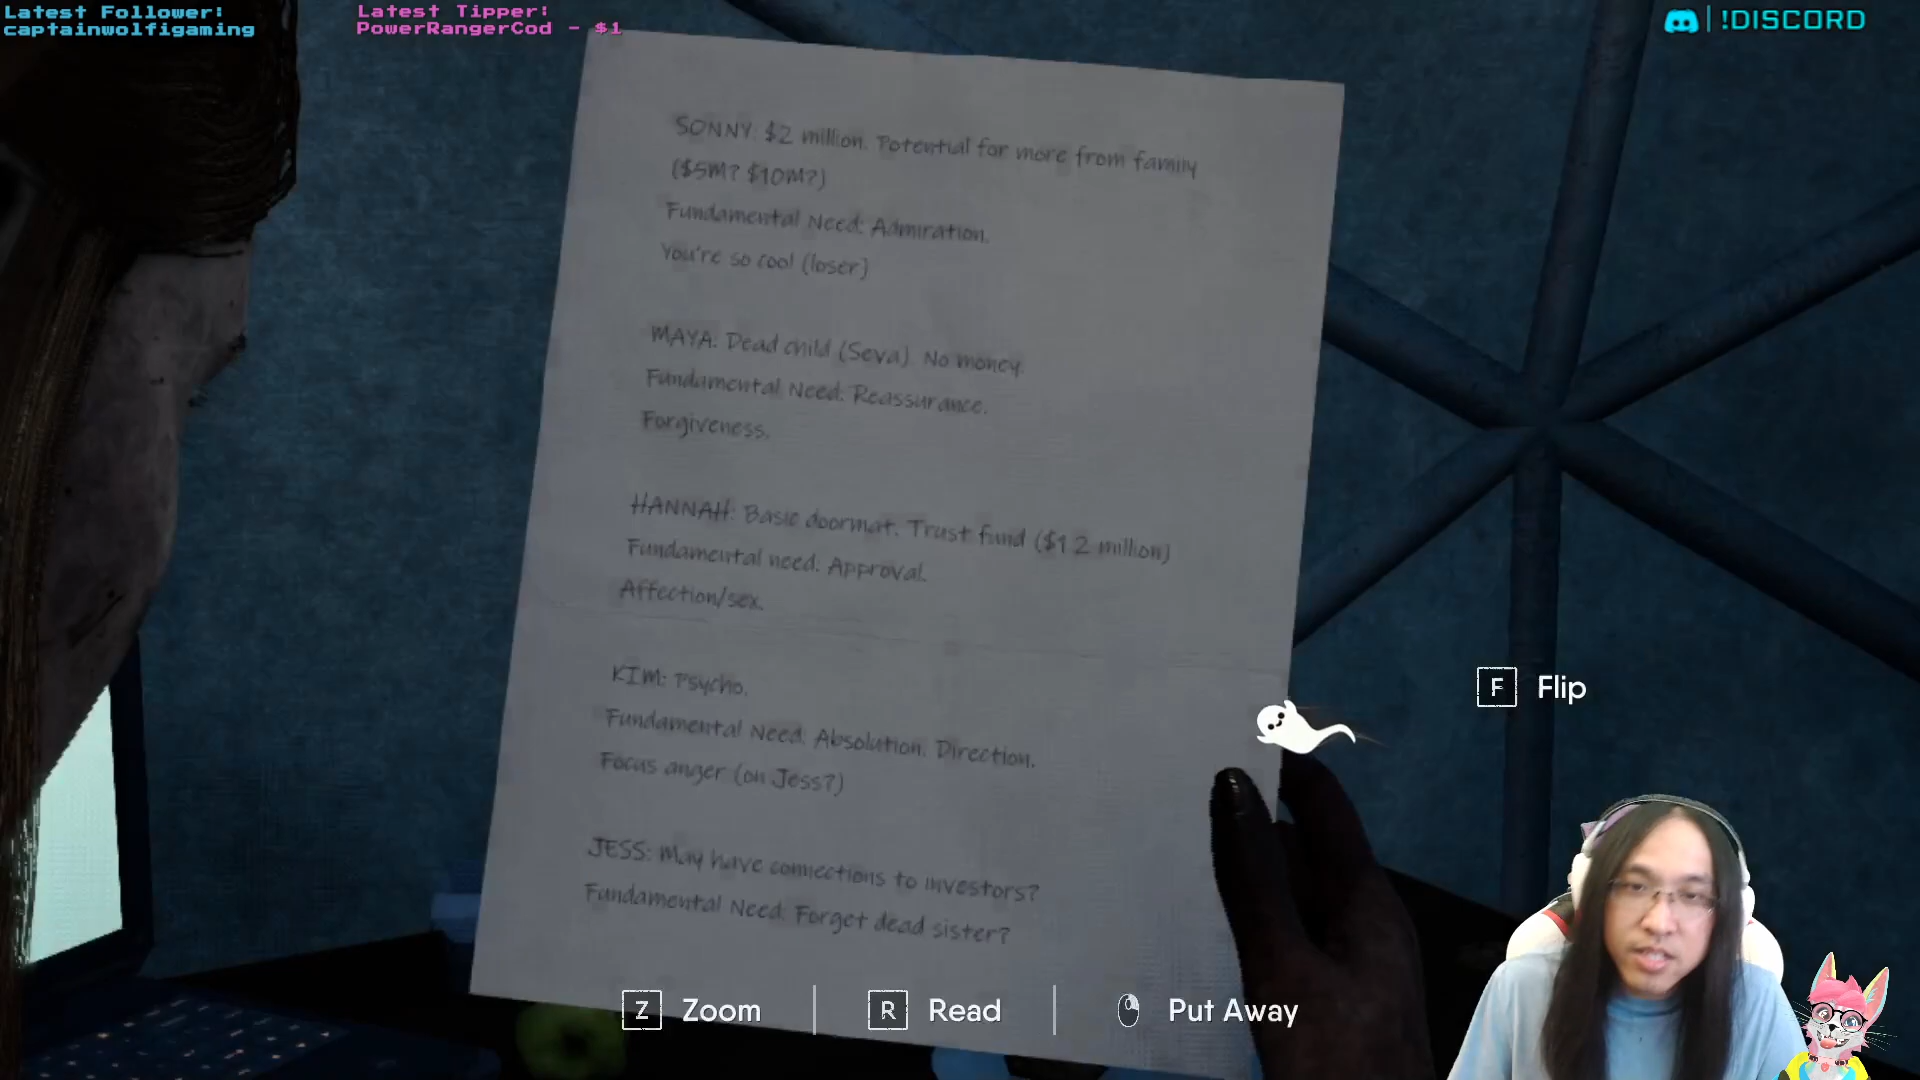 Latest Follower:
captainwolfigaming
Latest Tipper:
PowerRangerCod - $1
!DISCORD
SONNY: $2 million. Potential for more from family
($5M? $10M?)
Fundamental Need: Admiration.
You're so cool (loser)
MAYA: Dead child (Seva). No money.
Fundamental Need: Reassurance.
Forgiveness.
HANNAH: Basic doormat. Trust fund ($1.2 million)
Fundamental need: Approval.
Affection/sex.
KIM: Psycho.
Fundamental Need: Absolution. Direction.
Focus anger (on Jess?)
JESS: May have connections to investors?
Fundamental Need: Forget dead sister?
F Flip
Z Zoom
R Read
Put Away